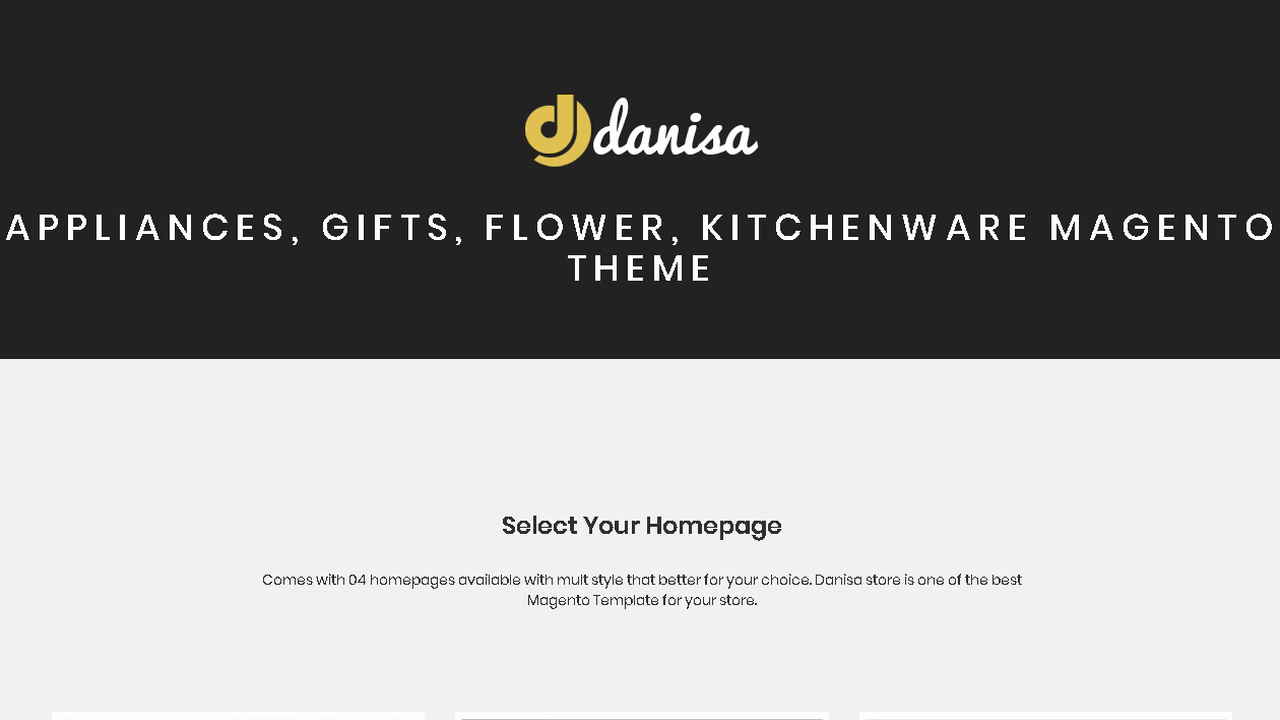 danisa
APPLIANCES, GIFTS, FLOWER, KITCHENWARE MAGENTO
THEME
Select Your Homepage
Comes with 04 homepages available with mult style that better for your choice. Danisa store is one of the best
Magento Template for your store.